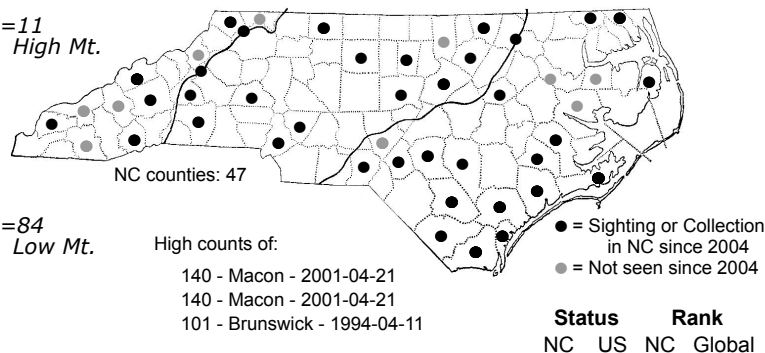 =11
High Mt.
NC counties: 47
=84
Low Mt.
High counts of:
140 - Macon - 2001-04-21
140 - Macon - 2001-04-21
101 - Brunswick - 1994-04-11
= Sighting or Collection
in NC since 2004
= Not seen since 2004
Status Rank
NC US NC Global